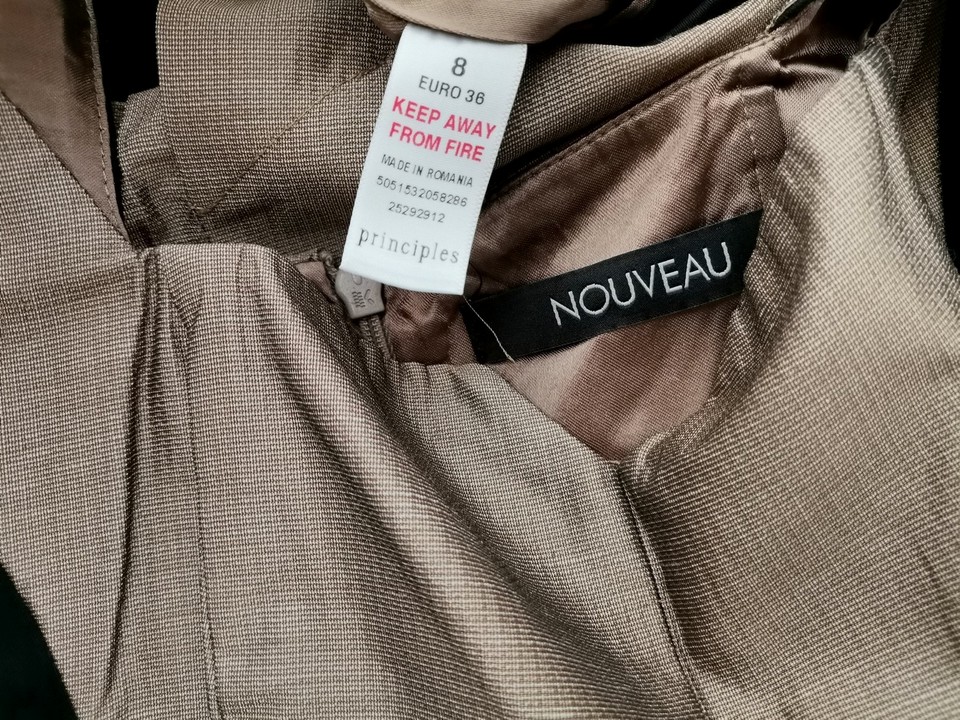 8
EURO 36
KEEP AWAY
FROM FIRE
MADE IN ROMANIA
5051532058286
25292912
principles
NOUVEAU